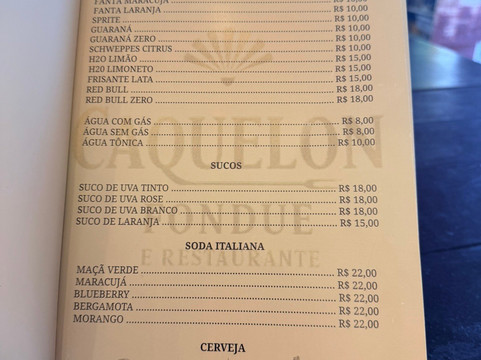 FANTA MARACUJÁ
FANTA LARANJA R$ 10,00
SPRITE R$ 10,00
GUARANÁ R$ 10,00
GUARANÁ ZERO R$ 10,00
SCHWEPPES CITRUS R$ 10,00
H20 LIMÃO R$ 15,00
H20 LIMONETO R$ 15,00
FRISANTE LATA R$ 15,00
RED BULL R$ 18,00
RED BULL ZERO R$ 18,00
ÁGUA COM GÁS R$ 8,00
ÁGUA SEM GÁS R$ 8,00
ÁGUA TÔNICA R$ 10,00
CAQUELON
SUCOS
SUCO DE UVA TINTO R$ 18,00
SUCO DE UVA ROSE R$ 18,00
SUCO DE UVA BRANCO R$ 18,00
SUCO DE LARANJA R$ 15,00
FONDUE
SODA ITALIANA
E RESTAURANTE
MAÇÃ VERDE R$ 22,00
MARACUJÁ R$ 22,00
BLUEBERRY R$ 22,00
BERGAMOTA R$ 22,00
MORANGO R$ 22,00
CERVEJA